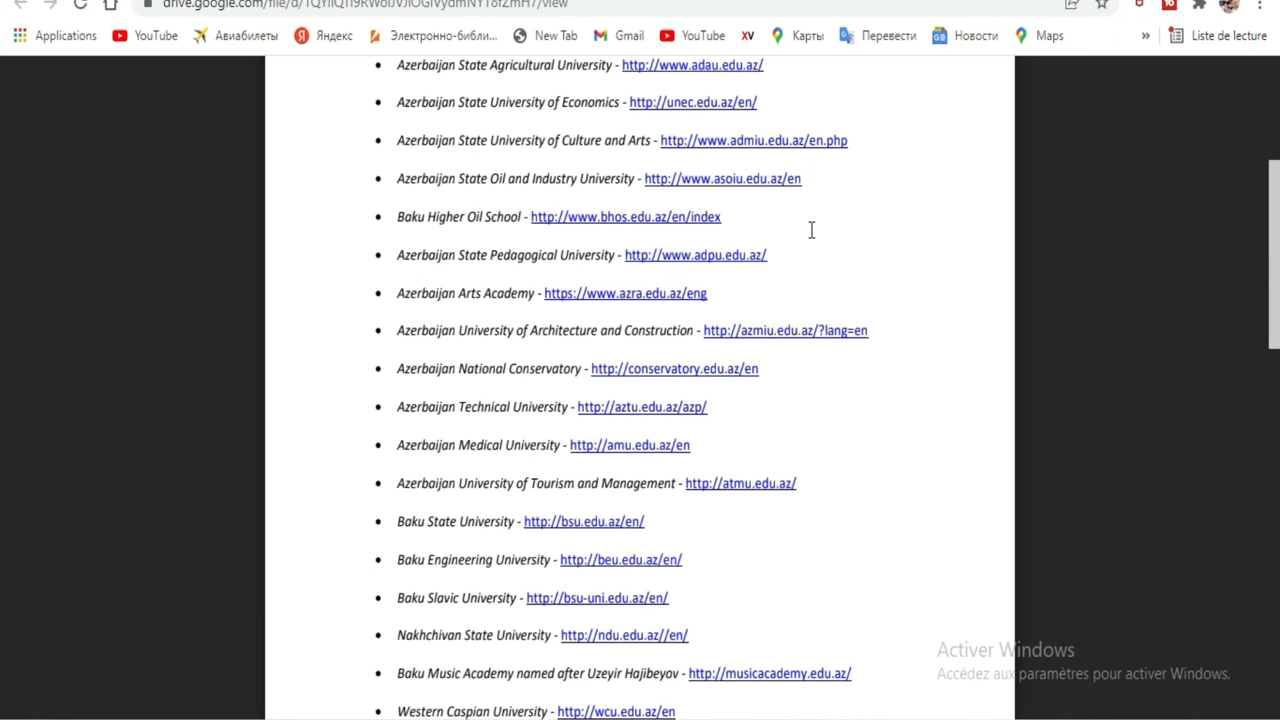 drive.google.com/file/d/1QYilQTi9RWoiJVJlOGIVydmNYT8fZmH7/view
Applications YouTube Авиабилеты Яндекс Электронно-библи... New Tab Gmail YouTube XV Карты Перевести Новости Maps » Liste de lecture
• Azerbaijan State Agricultural University - http://www.adau.edu.az/
• Azerbaijan State University of Economics - http://unec.edu.az/en/
• Azerbaijan State University of Culture and Arts - http://www.admiu.edu.az/en.php
• Azerbaijan State Oil and Industry University - http://www.asoiu.edu.az/en
• Baku Higher Oil School - http://www.bhos.edu.az/en/index
• Azerbaijan State Pedagogical University - http://www.adpu.edu.az/
• Azerbaijan Arts Academy - https://www.azra.edu.az/eng
• Azerbaijan University of Architecture and Construction - http://azmiu.edu.az/?lang=en
• Azerbaijan National Conservatory - http://conservatory.edu.az/en
• Azerbaijan Technical University - http://aztu.edu.az/azp/
• Azerbaijan Medical University - http://amu.edu.az/en
• Azerbaijan University of Tourism and Management - http://atmu.edu.az/
• Baku State University - http://bsu.edu.az/en/
• Baku Engineering University - http://beu.edu.az/en/
• Baku Slavic University - http://bsu-uni.edu.az/en/
• Nakhchivan State University - http://ndu.edu.az//en/
• Baku Music Academy named after Uzeyir Hajibeyov - http://musicacademy.edu.az/
• Western Caspian University - http://wcu.edu.az/en
Activer Windows
Accédez aux paramètres pour activer Windows.